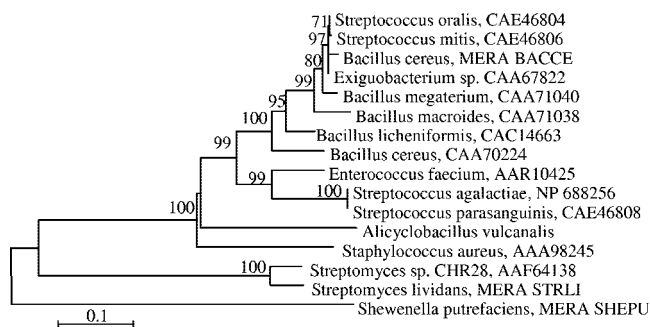 71
Streptococcus oralis, CAE46804
97
Streptococcus mitis, CAE46806
Bacillus cereus, MERA BACCE
80
Exiguobacterium sp. CAA67822
99
Bacillus megaterium, CAA71040
95
Bacillus macroides, CAA71038
100
Bacillus licheniformis, CAC14663
99
Bacillus cereus, CAA70224
Enterococcus faecium, AAR10425
99
100
Streptococcus agalactiae, NP 688256
100
Streptococcus parasanguinis, CAE46808
Alicyclobacillus vulcanalis
Staphylococcus aureus, AAA98245
100
Streptomyces sp. CHR28, AAF64138
Streptomyces lividans, MERA STRLI
Shewenella putrefaciens, MERA SHEPU
0.1